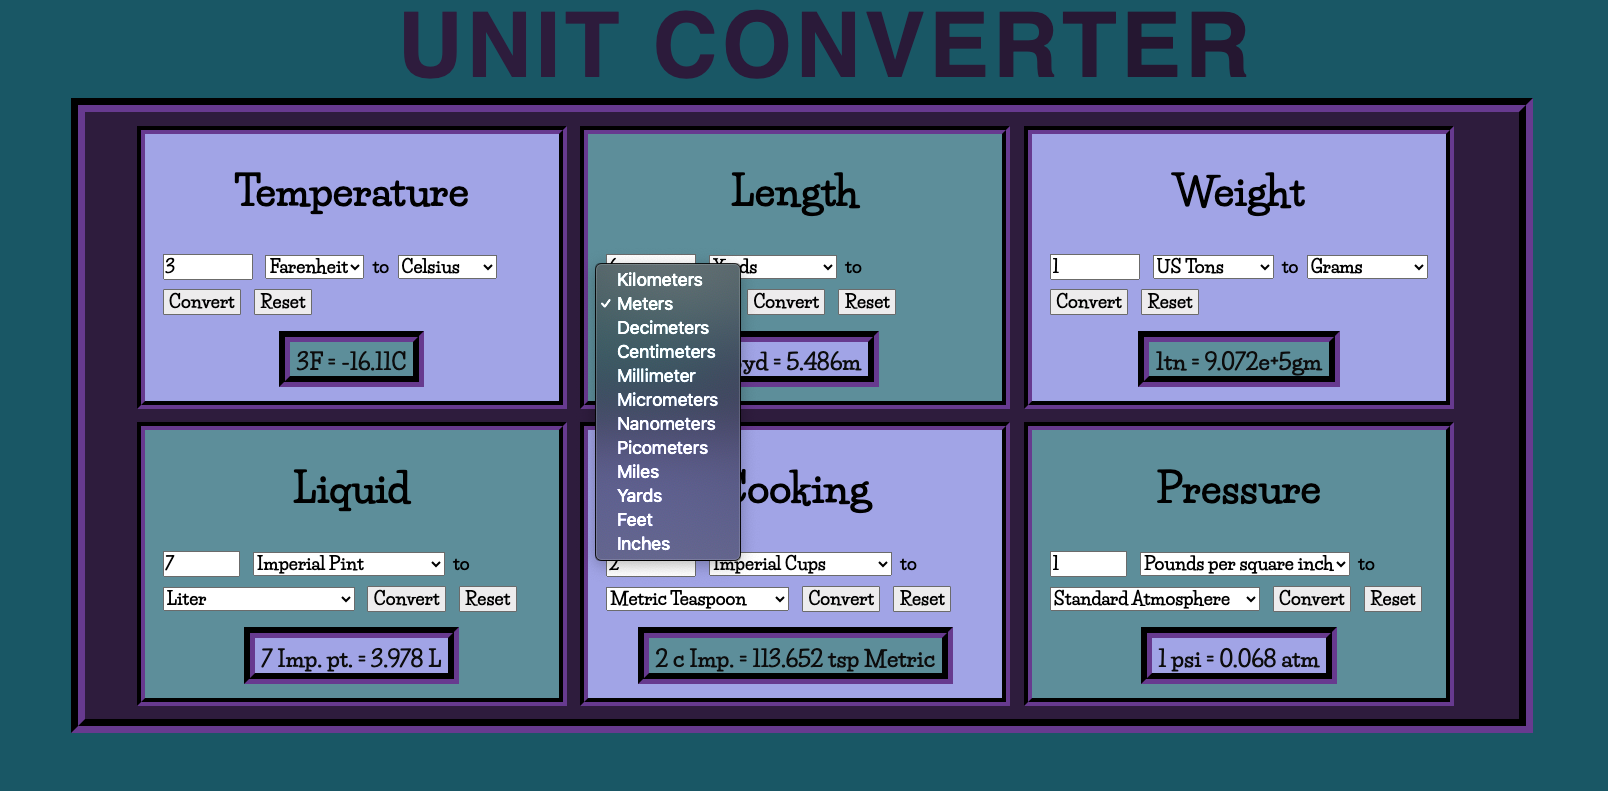 UNIT CONVERTER
Temperature
3 Farenheit to Celsius
Convert Reset
3F = -16.11C
Length
to
Convert Reset
yd = 5.486m
Kilometers
✓ Meters
Decimeters
Centimeters
Millimeter
Micrometers
Nanometers
Picometers
Miles
Yards
Feet
Inches
Weight
1 US Tons to Grams
Convert Reset
1tn = 9.072e+5gm
Liquid
7 Imperial Pint to
Liter Convert Reset
7 Imp. pt. = 3.978 L
Cooking
2 Imperial Cups to
Metric Teaspoon Convert Reset
2 c Imp. = 113.652 tsp Metric
Pressure
1 Pounds per square inch to
Standard Atmosphere Convert Reset
1 psi = 0.068 atm